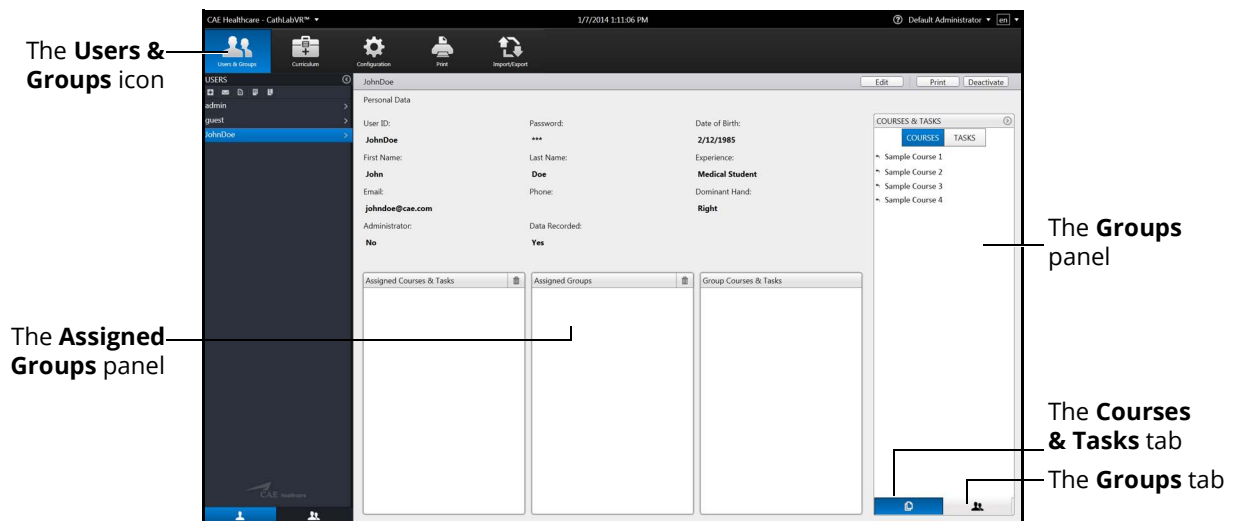 CAE Healthcare - CathLabVR™
1/7/2014 1:11:06 PM
Default Administrator
en
The Users &
Groups icon
Users & Groups
Curriculum
Configuration
Print
Import/Export
USERS
admin
guest
JohnDoe
JohnDoe
Edit
Print
Deactivate
Personal Data
User ID:
JohnDoe
Password:
***
Date of Birth:
2/12/1985
First Name:
John
Last Name:
Doe
Experience:
Medical Student
Email:
johndoe@cae.com
Phone:
Dominant Hand:
Right
Administrator:
No
Data Recorded:
Yes
COURSES & TASKS
COURSES
TASKS
Sample Course 1
Sample Course 2
Sample Course 3
Sample Course 4
The Groups
panel
Assigned Courses & Tasks
Assigned Groups
Group Courses & Tasks
The Assigned
Groups panel
The Courses
& Tasks tab
The Groups tab
CAE Healthcare